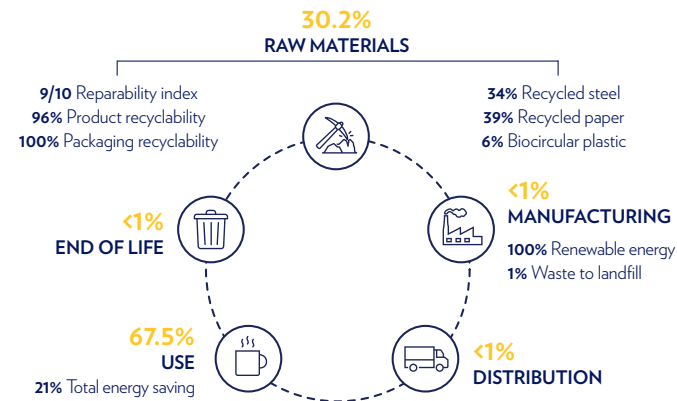 30.2%
RAW MATERIALS
9/10 Reparability index
96% Product recyclability
100% Packaging recyclability
34% Recycled steel
39% Recycled paper
6% Biocircular plastic
<1%
MANUFACTURING
100% Renewable energy
1% Waste to landfill
<1%
END OF LIFE
67.5%
USE
21% Total energy saving
<1%
DISTRIBUTION